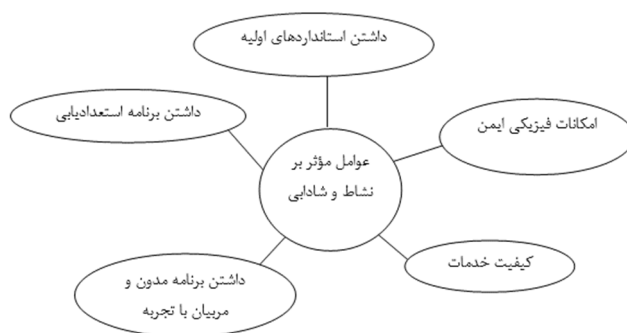 داشتن استانداردهای اولیه
امکانات فیزیکی ایمن
داشتن برنامه استعدادیابی
عوامل مؤثر بر
نشاط و شادابی
کیفیت خدمات
داشتن برنامه مدون و
مربیان با تجربه